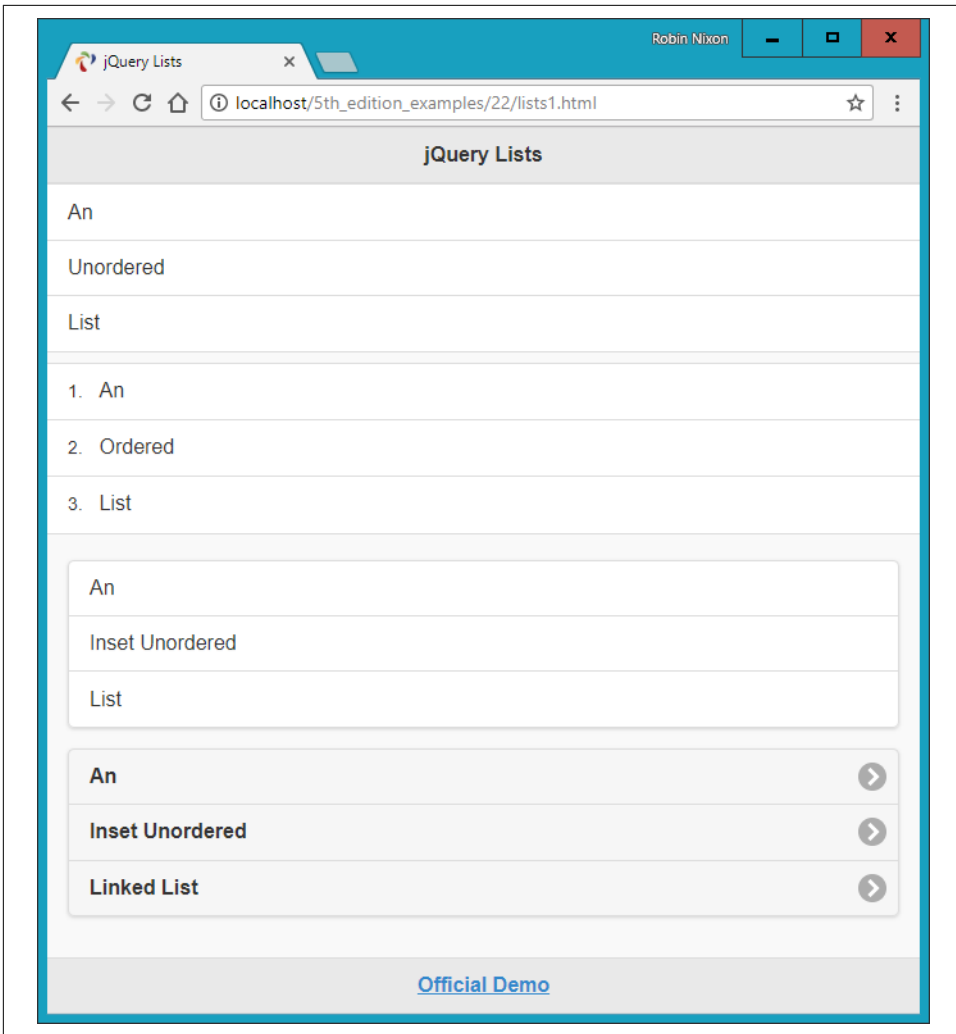 Robin Nixon
jQuery Lists
localhost/5th_edition_examples/22/lists1.html
jQuery Lists
An
Unordered
List
1. An
2. Ordered
3. List
An
Inset Unordered
List
An
Inset Unordered
Linked List
Official Demo